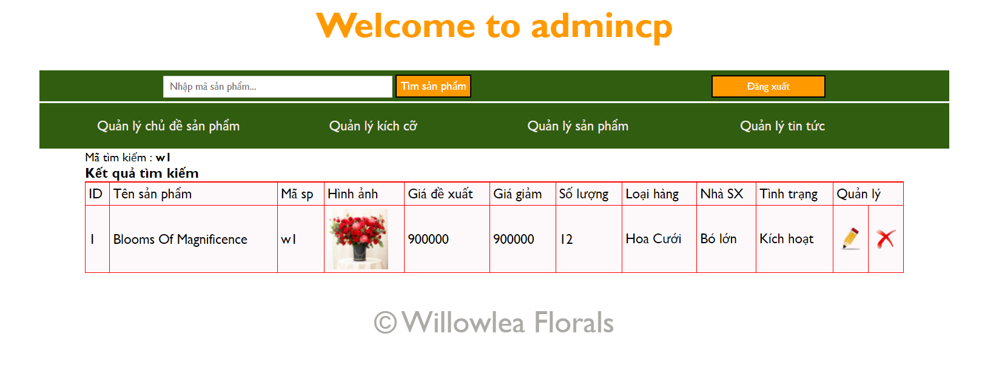 Welcome to admincp
Nhập mã sản phẩm... Tìm sản phẩm Đăng xuất
Quản lý chủ đề sản phẩm Quản lý kích cỡ Quản lý sản phẩm Quản lý tin tức
Mã tìm kiếm : w1
Kết quả tìm kiếm
ID Tên sản phẩm Mã sp Hình ảnh Giá đề xuất Giá giảm Số lượng Loại hàng Nhà SX Tình trạng Quản lý
1 Blooms Of Magnificence w1 900000 900000 12 Hoa Cưới Bó lớn Kích hoạt
© Willowlea Florals